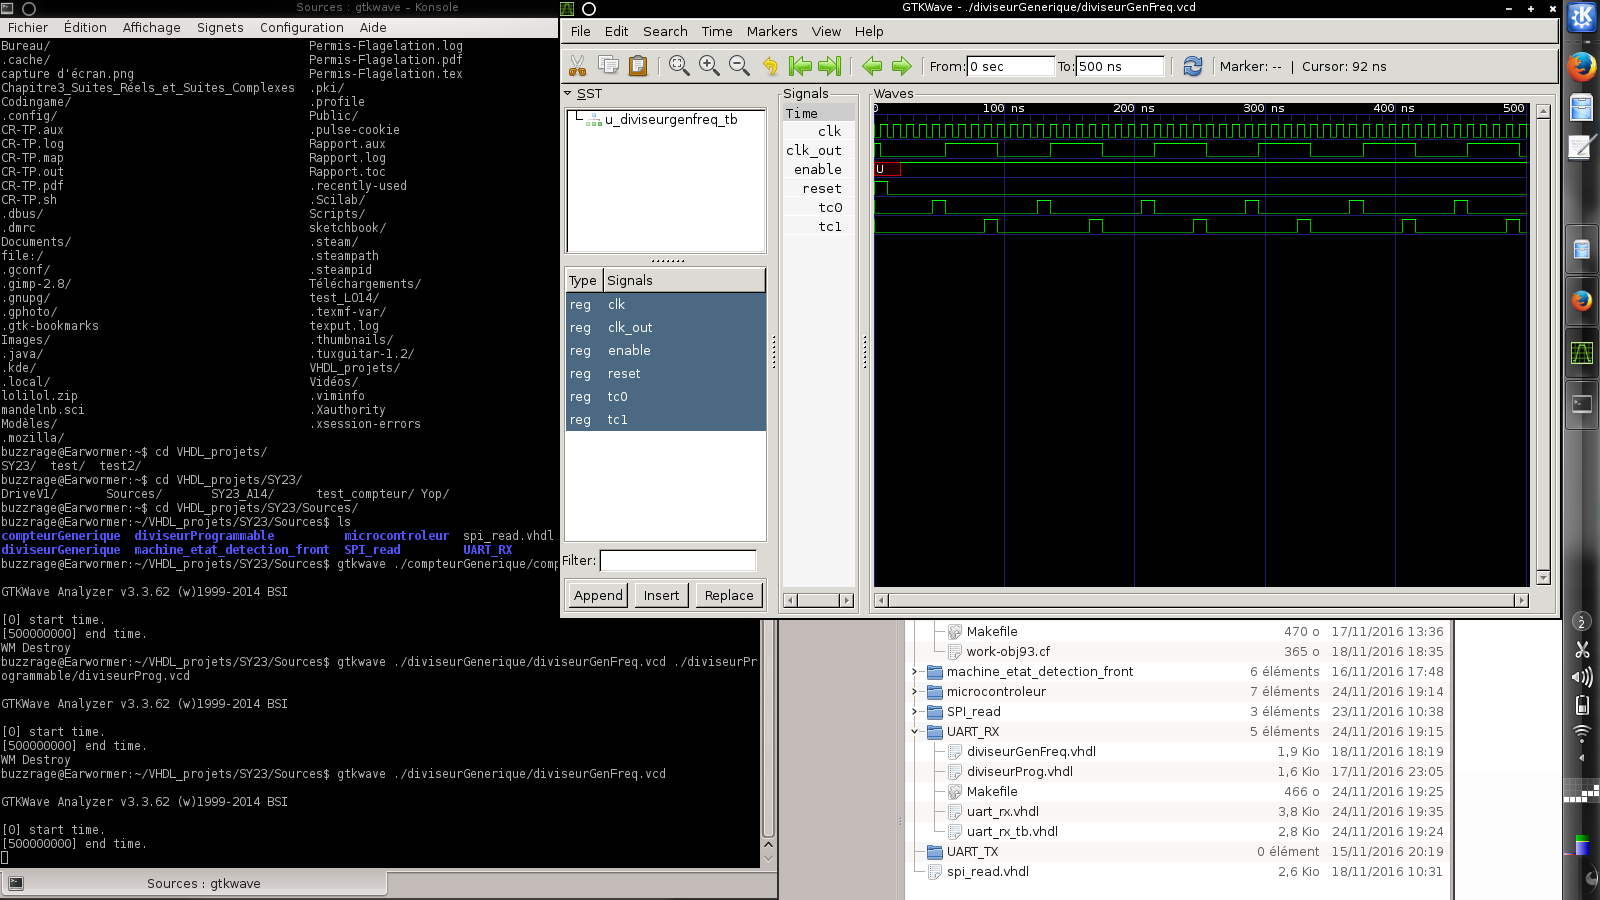 Sources : gtkwave – Konsole
Fichier Édition Affichage Signets Configuration Aide
Bureau/ Permis-Flagelation.log
.cache/ Permis-Flagelation.pdf
capture d'écran.png Permis-Flagelation.tex
Chapitre3_Suites_Réels_et_Suites_Complexes .pki/
Codingame/ .profile
.config/ Public/
CR-TP.aux .pulse-cookie
CR-TP.log Rapport.aux
CR-TP.map Rapport.log
CR-TP.out Rapport.toc
CR-TP.pdf .recently-used
CR-TP.sh .Scilab/
.dbus/ Scripts/
.dmrc sketchbook/
Documents/ .steam/
file:/ .steampath
.gconf/ .steampid
.gimp-2.8/ Téléchargements/
.gnupg/ test_LO14/
.gphoto/ .texmf-var/
.gtk-bookmarks texput.log
Images/ .thumbnails/
.java/ .tuxguitar-1.2/
.kde/ VHDL_projets/
.local/ Vidéos/
lolilol.zip .viminfo
mandelnb.sci .Xauthority
Modèles/ .xsession-errors
.mozilla/
buzzrage@Earwormer:~$ cd VHDL_projets/
SY23/ test/ test2/
buzzrage@Earwormer:~$ cd VHDL_projets/SY23/
DriveV1/ Sources/ SY23_A14/ test_compteur/ Yop/
buzzrage@Earwormer:~$ cd VHDL_projets/SY23/Sources/
buzzrage@Earwormer:~/VHDL_projets/SY23/Sources$ ls
compteurGenerique diviseurProgrammable microcontroleur spi_read.vhdl
diviseurGenerique machine_etat_detection_front SPI_read UART_RX
buzzrage@Earwormer:~/VHDL_projets/SY23/Sources$ gtkwave ./compteurGenerique/comp
GTKWave Analyzer v3.3.62 (w)1999-2014 BSI
[0] start time.
[500000000] end time.
WM Destroy
buzzrage@Earwormer:~/VHDL_projets/SY23/Sources$ gtkwave ./diviseurGenerique/diviseurGenFreq.vcd ./diviseurPr
ogrammable/diviseurProg.vcd
GTKWave Analyzer v3.3.62 (w)1999-2014 BSI
[0] start time.
[500000000] end time.
WM Destroy
buzzrage@Earwormer:~/VHDL_projets/SY23/Sources$ gtkwave ./diviseurGenerique/diviseurGenFreq.vcd
GTKWave Analyzer v3.3.62 (w)1999-2014 BSI
[0] start time.
[500000000] end time.
Sources : gtkwave
GTKWave - ./diviseurGenerique/diviseurGenFreq.vcd
File Edit Search Time Markers View Help
From: 0 sec To: 500 ns Marker: -- | Cursor: 92 ns
SST
u_diviseurgenfreq_tb
Type Signals
reg clk
reg clk_out
reg enable
reg reset
reg tc0
reg tc1
Filter:
Append Insert Replace
Signals
Time
clk
clk_out
enable
reset
tc0
tc1
Waves
0 100 ns 200 ns 300 ns 400 ns 500
U
Makefile 470 o 17/11/2016 13:36
work-obj93.cf 365 o 18/11/2016 18:35
machine_etat_detection_front 6 éléments 16/11/2016 17:48
microcontroleur 7 éléments 24/11/2016 19:14
SPI_read 3 éléments 23/11/2016 10:38
UART_RX 5 éléments 24/11/2016 19:15
diviseurGenFreq.vhdl 1,9 Kio 18/11/2016 18:19
diviseurProg.vhdl 1,6 Kio 17/11/2016 23:05
Makefile 466 o 24/11/2016 19:25
uart_rx.vhdl 3,8 Kio 24/11/2016 19:35
uart_rx_tb.vhdl 2,8 Kio 24/11/2016 19:24
UART_TX 0 élément 15/11/2016 20:19
spi_read.vhdl 2,6 Kio 18/11/2016 10:31
2